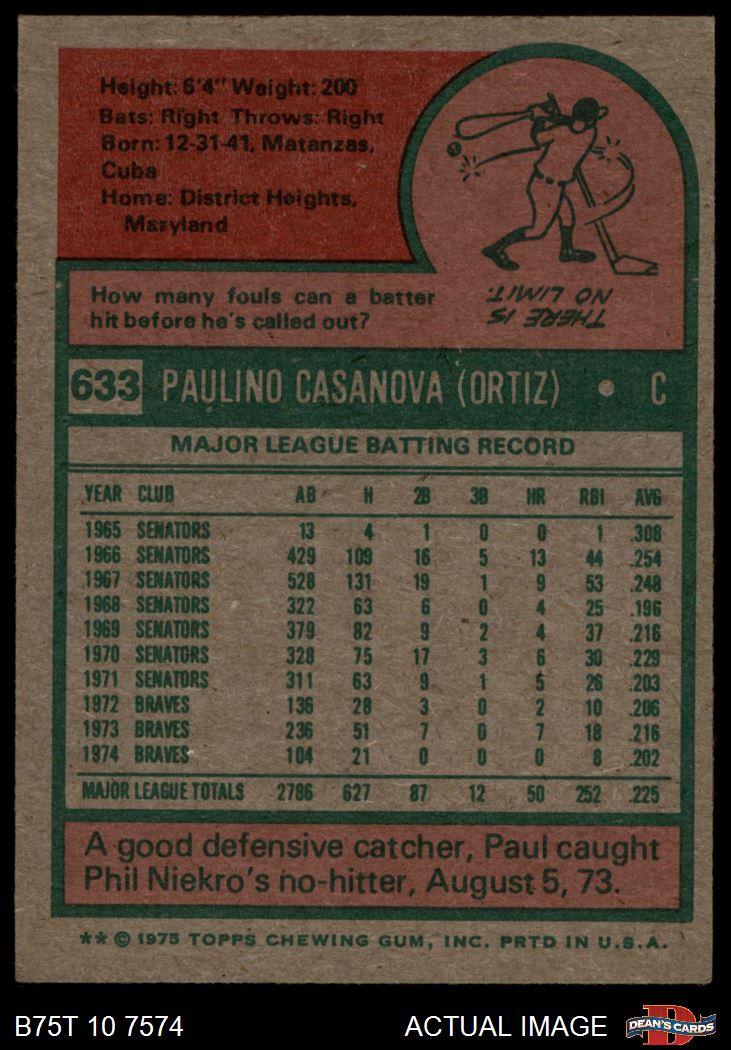 Height: 6'4" Weight: 200
Bats: Right Throws: Right
Born: 12-31-41, Matanzas,
Cuba
Home: District Heights,
Maryland
How many fouls can a batter
hit before he's called out?
THERE IS
NO LIMIT.
633 PAULINO CASANOVA (ORTIZ) • C
MAJOR LEAGUE BATTING RECORD
YEAR CLUB AB H 2B 3B HR RBI AVG
1965 SENATORS 13 4 1 0 0 1 .308
1966 SENATORS 429 109 16 5 13 44 .254
1967 SENATORS 528 131 19 1 9 53 .248
1968 SENATORS 322 63 6 0 4 25 .196
1969 SENATORS 379 82 9 2 4 37 .216
1970 SENATORS 328 75 17 3 6 30 .229
1971 SENATORS 311 63 9 1 5 26 .203
1972 BRAVES 136 28 3 0 2 10 .206
1973 BRAVES 236 51 7 0 7 18 .216
1974 BRAVES 104 21 0 0 0 8 .202
MAJOR LEAGUE TOTALS 2786 627 87 12 50 252 .225
A good defensive catcher, Paul caught
Phil Niekro's no-hitter, August 5, 73.
** © 1975 TOPPS CHEWING GUM, INC. PRTD IN U.S.A.
B75T 10 7574 ACTUAL IMAGE D DEAN'S CARDS